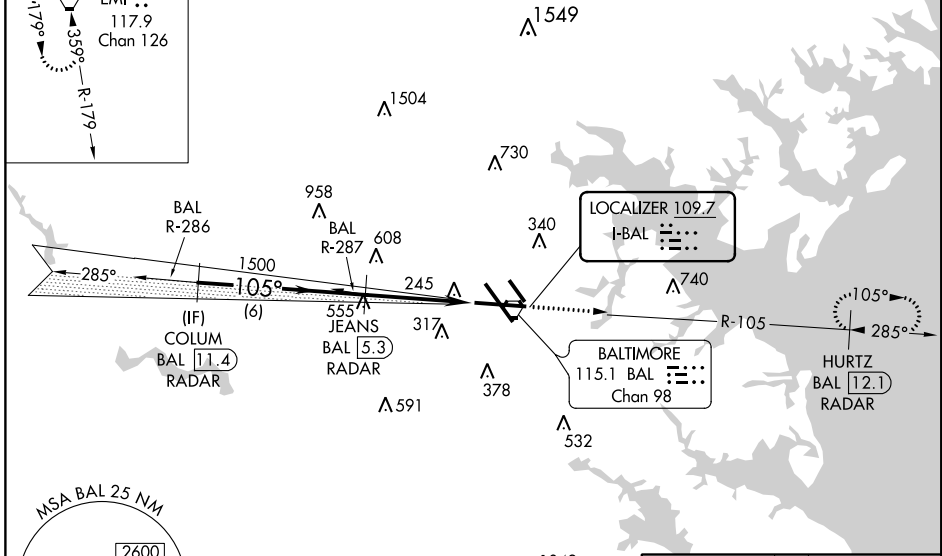 117.9
Chan 126
179°
359°
R-179
1549
1504
730
958
BAL
R-286
BAL
R-287
608
340
LOCALIZER 109.7
I-BAL
740
285°
1500
105°
(6)
245
555
317
(IF)
COLUM
BAL 11.4
RADAR
JEANS
BAL 5.3
RADAR
R-105
105°
285°
HURTZ
BAL 12.1
RADAR
BALTIMORE
115.1 BAL
Chan 98
378
591
532
MSA BAL 25 NM
2600